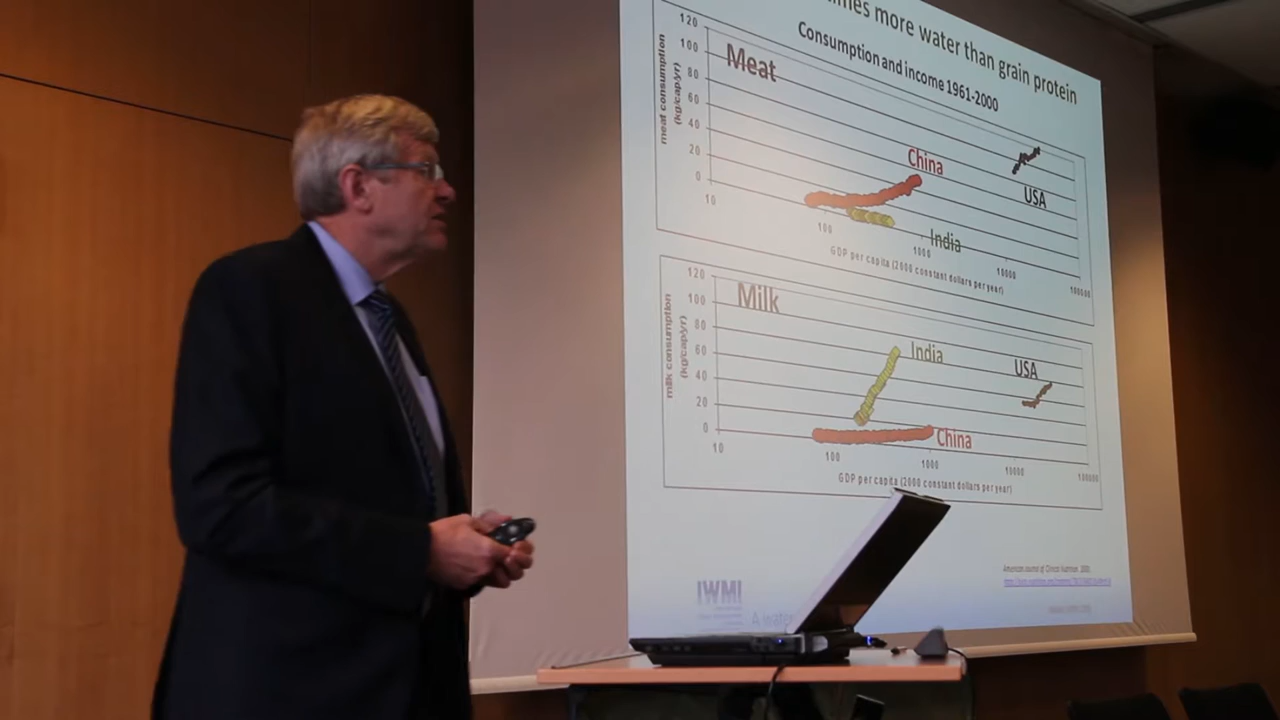 more water than grain protein
Consumption and income 1961-2000
Meat
meat consumption
(kg/cap/yr)
120
100
80
60
40
20
0
China
USA
India
10
100
1000
10000
100000
GDP per capita (2000 constant dollars per year)
Milk
milk consumption
(kg/cap/yr)
120
100
80
60
40
20
0
India
USA
China
10
100
1000
10000
100000
GDP per capita (2000 constant dollars per year)
American Journal of Clinical Nutrition
IWMI
A water